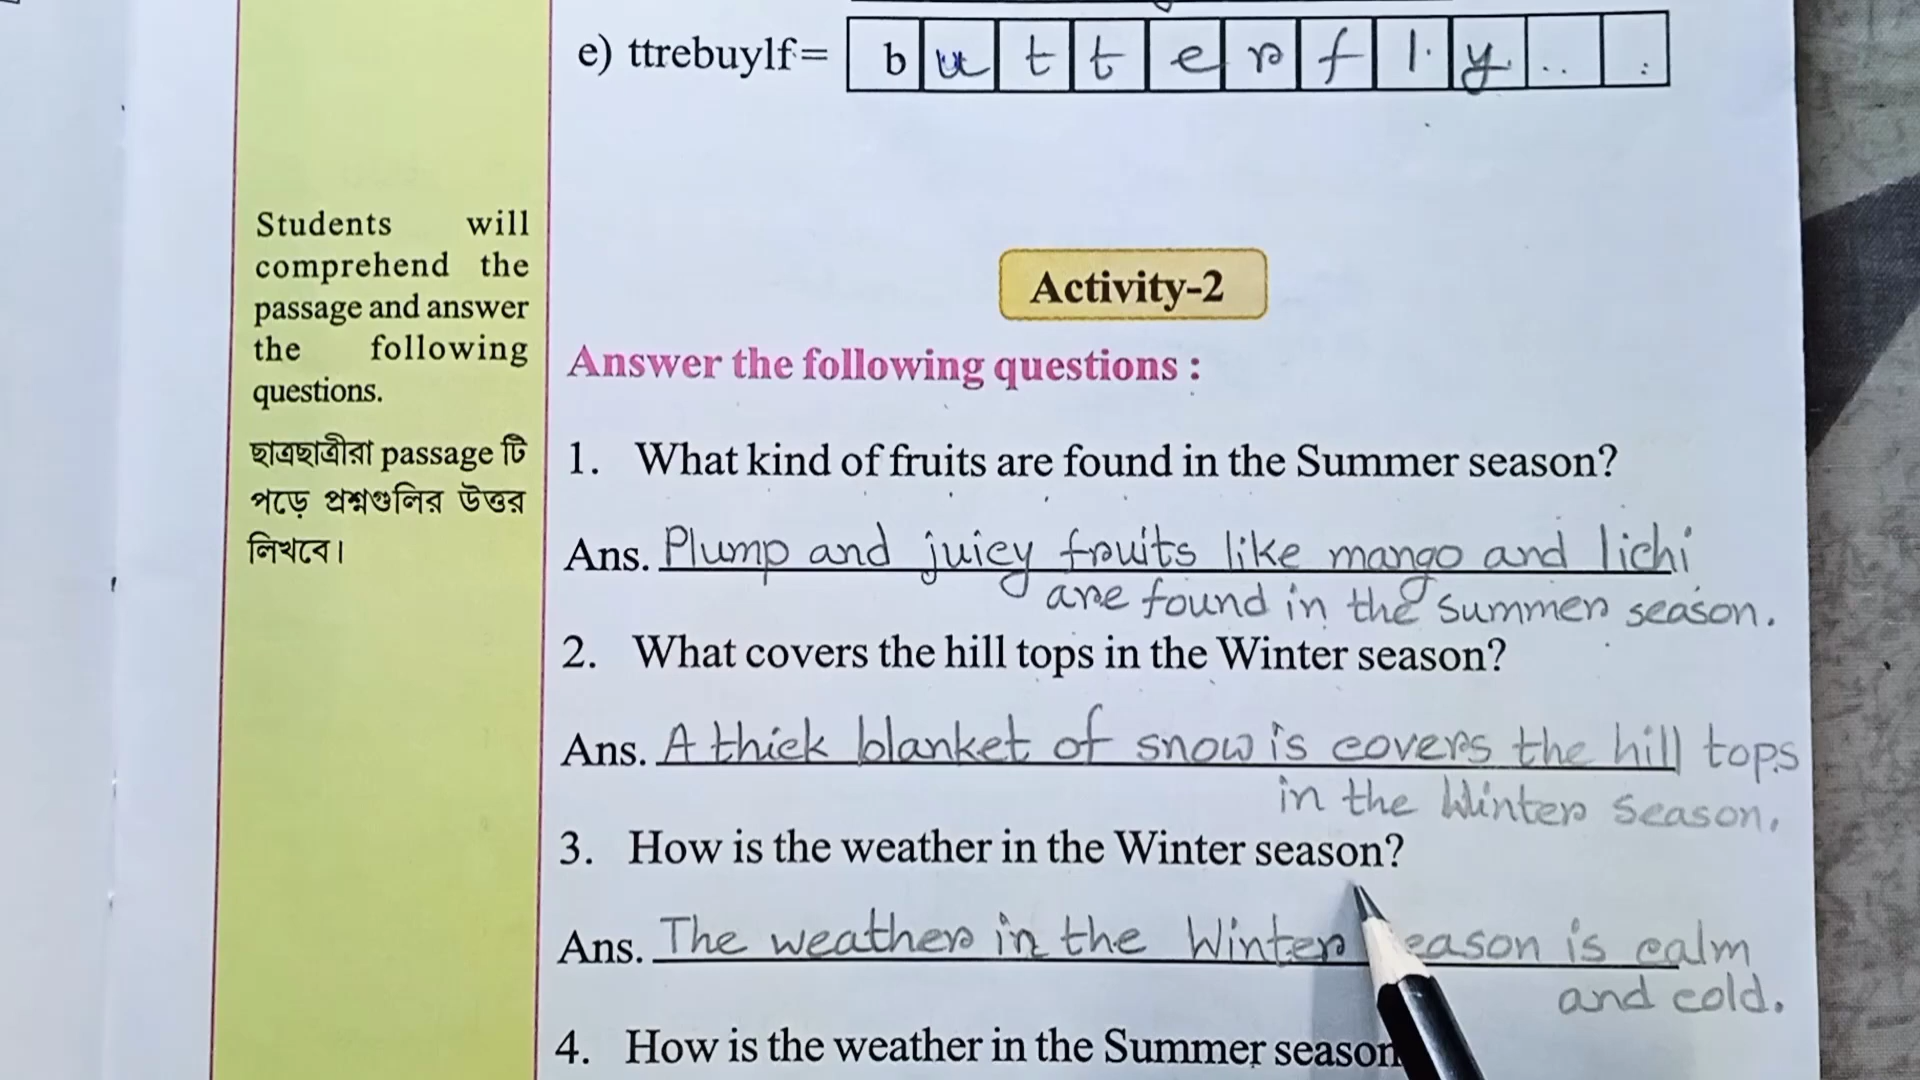 e) ttrebuylf= b u t t e r f l y
Students will
comprehend the
passage and answer
the following
questions.
ছাত্রছাত্রীরা passage টি
পড়ে প্রশ্নগুলির উত্তর
লিখবে।
Activity-2
Answer the following questions :
1. What kind of fruits are found in the Summer season?
Ans. Plump and juicy fruits like mango and lichi
are found in the summer season.
2. What covers the hill tops in the Winter season?
Ans. A thick blanket of snow is covers the hill tops
in the Winter season.
3. How is the weather in the Winter season?
Ans. The weather in the Winter eason is calm
and cold.
4. How is the weather in the Summer season